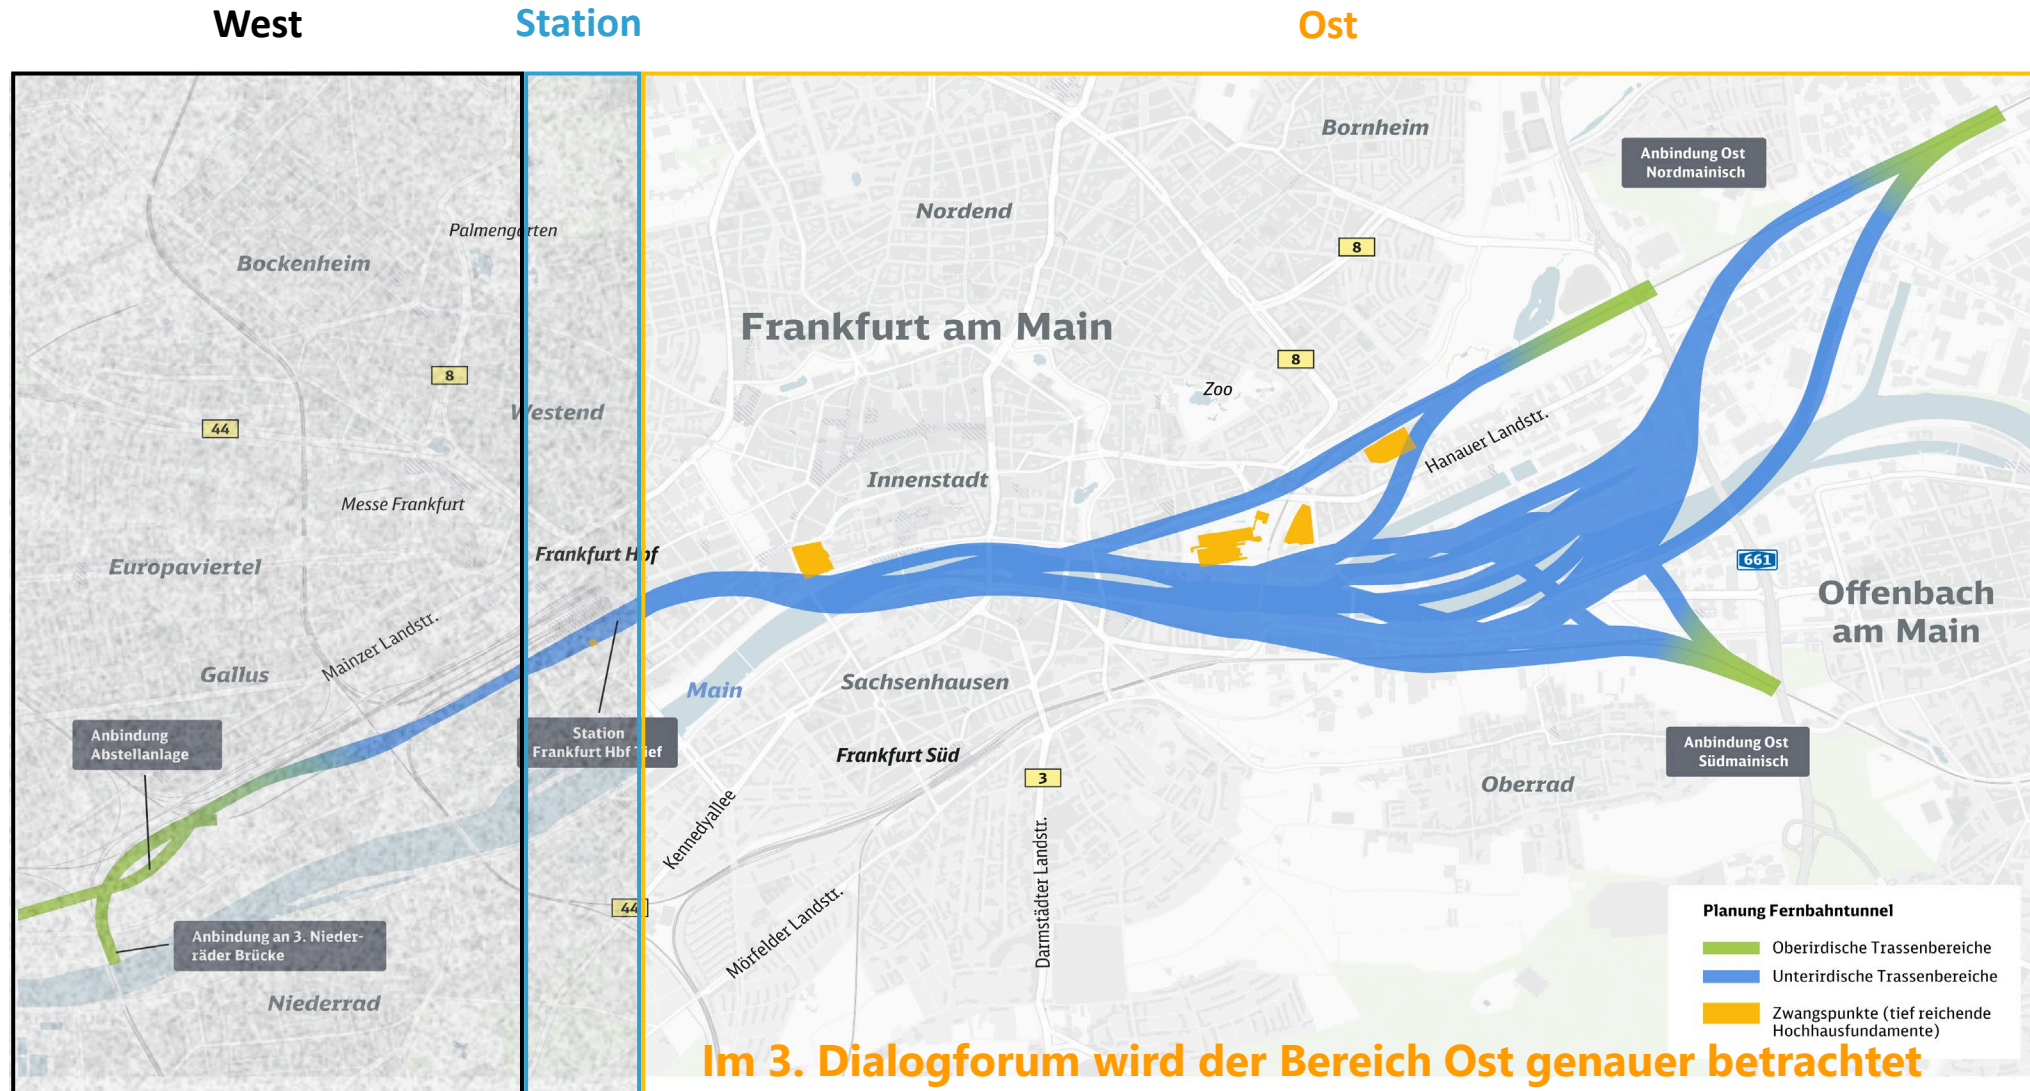 West
Station
Ost
Bornheim
Anbindung Ost
Nordmainisch
Nordend
Palmengarten
8
Bockenheim
Frankfurt am Main
8
8
Zoo
Westend
44
Hanauer Landstr.
Innenstadt
Messe Frankfurt
Frankfurt Hbf
661
Europaviertel
Offenbach
am Main
Mainzer Landstr.
Gallus
Main
Sachsenhausen
Anbindung
Abstellanlage
Station
Frankfurt Hbf Tief
Frankfurt Süd
Anbindung Ost
Südmainisch
3
Oberrad
Kennedyallee
Darmstädter Landstr.
44
Mörfelder Landstr.
Anbindung an 3. Nieder-
räder Brücke
Niederrad
Planung Fernbahntunnel
Oberirdische Trassenbereiche
Unterirdische Trassenbereiche
Zwangspunkte (tief reichende
Hochhausfundamente)
Im 3. Dialogforum wird der Bereich Ost genauer betrachtet